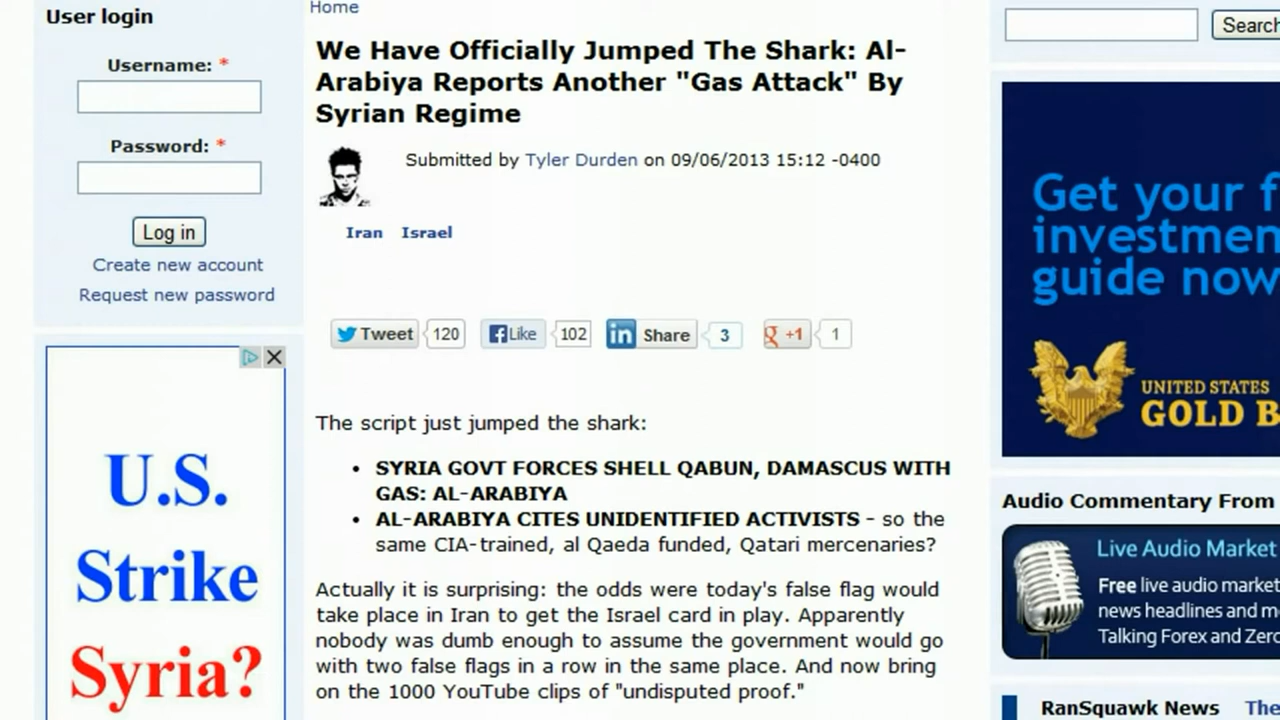 User login
Username: *
Password: *
Log in
Create new account
Request new password
U.S.
Strike
Syria?
Home
We Have Officially Jumped The Shark: Al-
Arabiya Reports Another "Gas Attack" By
Syrian Regime
Submitted by Tyler Durden on 09/06/2013 15:12 -0400
Iran Israel
Tweet 120 Like 102 Share 3 +1 1
The script just jumped the shark:
• SYRIA GOVT FORCES SHELL QABUN, DAMASCUS WITH
GAS: AL-ARABIYA
• AL-ARABIYA CITES UNIDENTIFIED ACTIVISTS - so the
same CIA-trained, al Qaeda funded, Qatari mercenaries?
Actually it is surprising: the odds were today's false flag would
take place in Iran to get the Israel card in play. Apparently
nobody was dumb enough to assume the government would go
with two false flags in a row in the same place. And now bring
on the 1000 YouTube clips of "undisputed proof."
Search
Get your f
investmen
guide now
UNITED STATES
GOLD B
Audio Commentary From
Live Audio Market
Free live audio market
news headlines and m
Talking Forex and Zero
RanSquawk News The